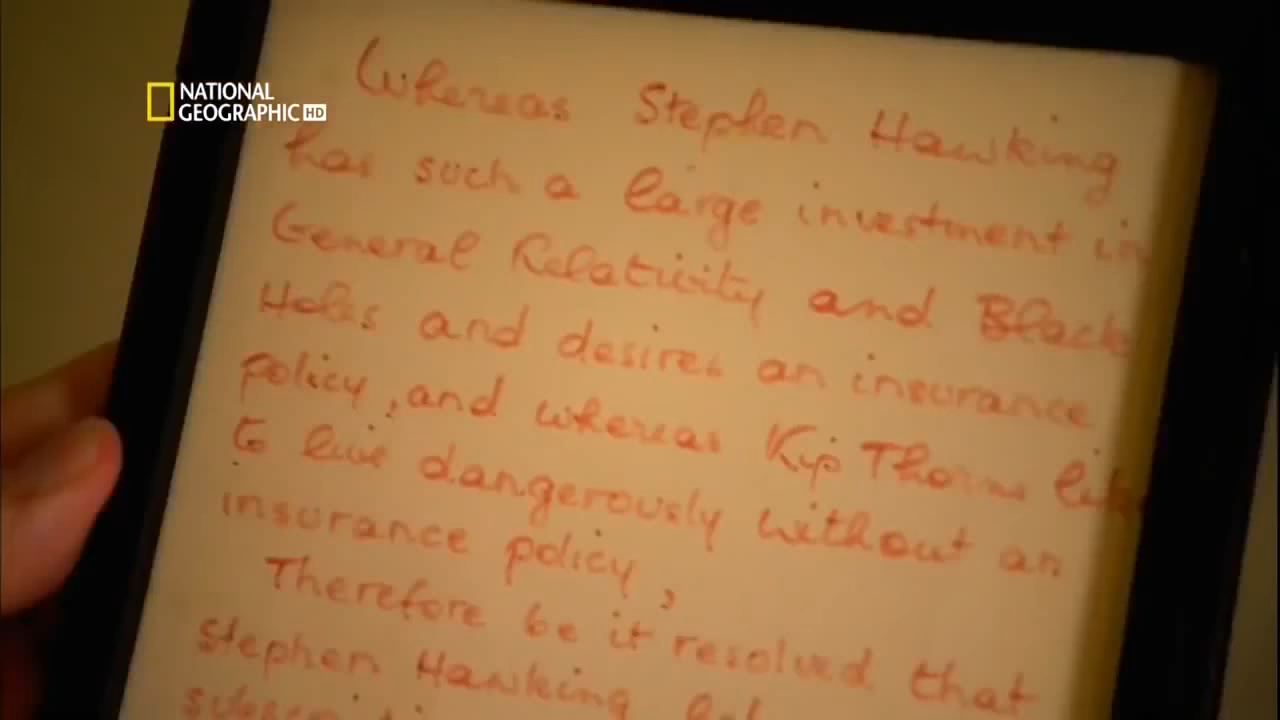 NATIONAL
GEOGRAPHIC HD
Whereas Stephen Hawking
has such a large investment in
General Relativity and Black
Holes and desires an insurance
policy, and whereas Kip Thorne likes
to live dangerously without an
insurance policy,
Therefore be it resolved that
Stephen Hawking